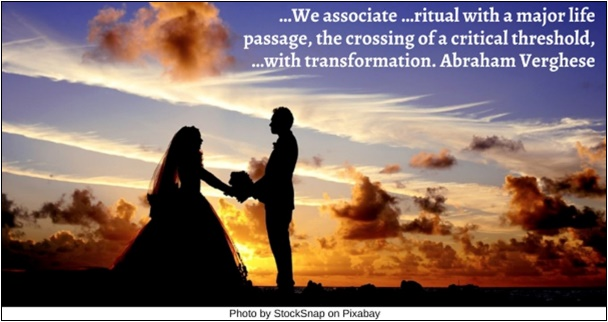 ...We associate ...ritual with a major life
passage, the crossing of a critical threshold,
...with transformation. Abraham Verghese
Photo by StockSnap on Pixabay